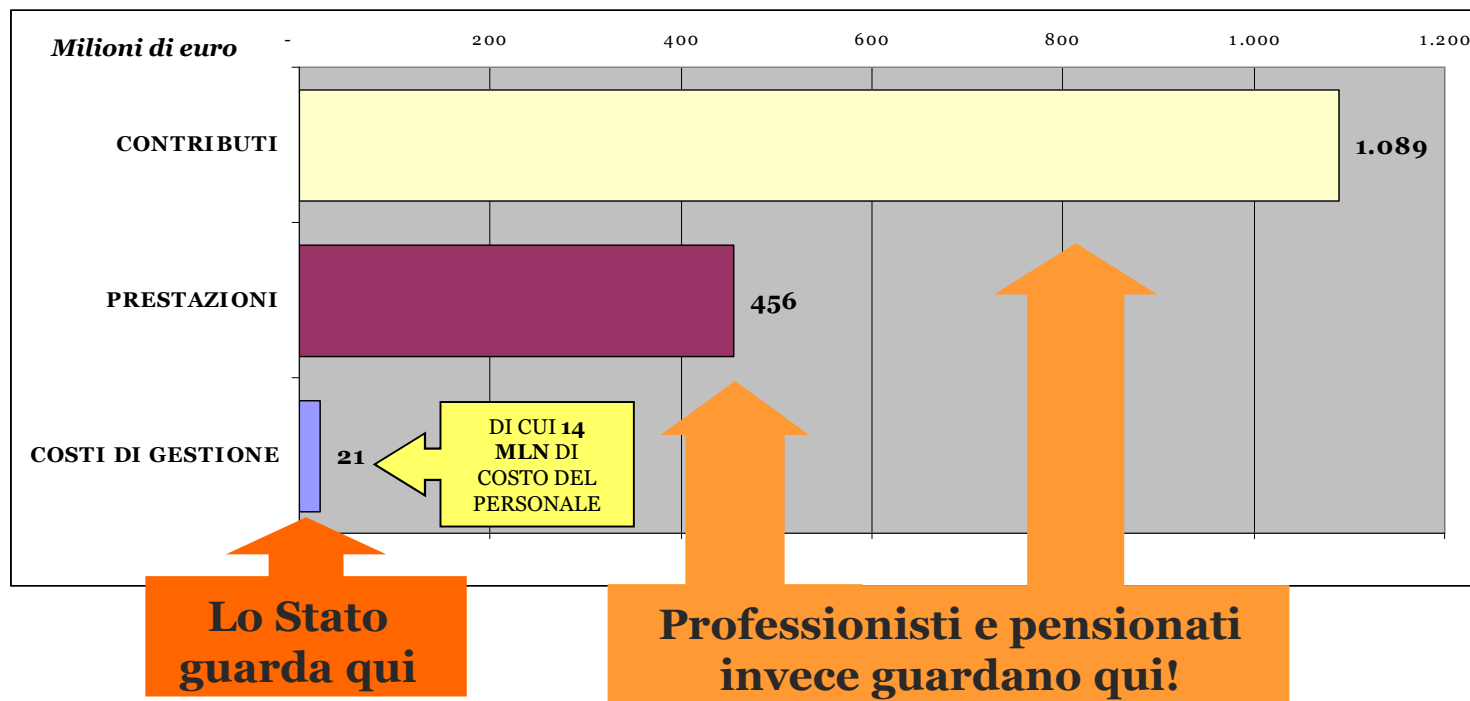 Milioni di euro
- 200 400 600 800 1.000 1.200
CONTRIBUTI
1.089
PRESTAZIONI
456
COSTI DI GESTIONE
21
DI CUI 14
MLN DI
COSTO DEL
PERSONALE
Lo Stato
guarda qui
Professionisti e pensionati
invece guardano qui!